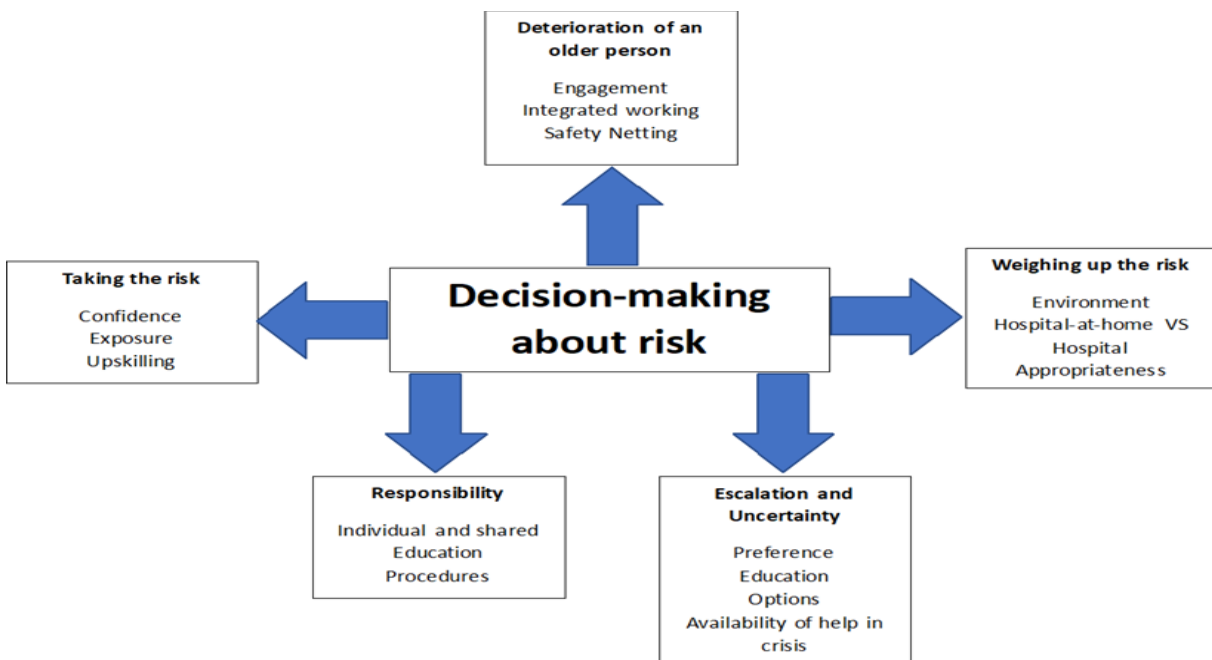 Deterioration of an
older person
Engagement
Integrated working
Safety Netting
Taking the risk
Confidence
Exposure
Upskilling
Decision-making
about risk
Weighing up the risk
Environment
Hospital-at-home VS
Hospital
Appropriateness
Responsibility
Individual and shared
Education
Procedures
Escalation and
Uncertainty
Preference
Education
Options
Availability of help in
crisis